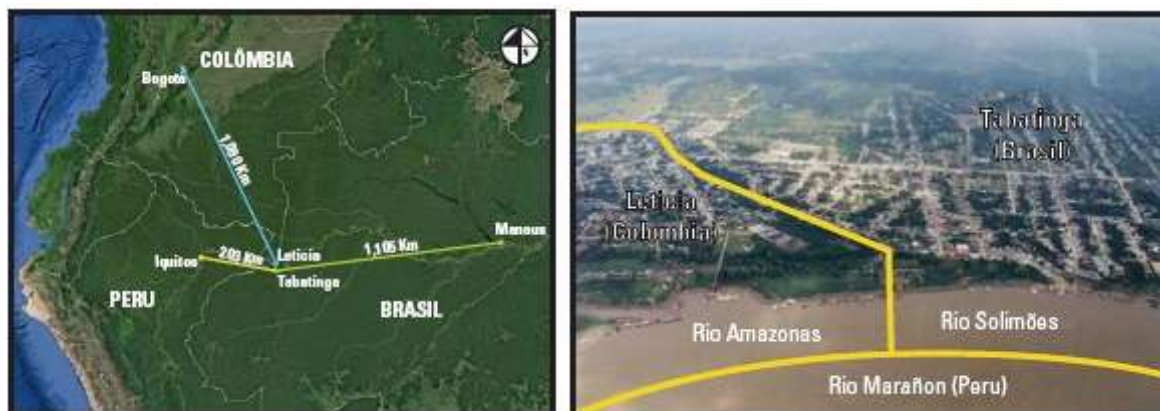 COLÔMBIA
Bogotá
Km
Manaus
1,105 Km
Leticia
Iquitos
Km
Tabatinga
PERU
BRASIL
Tabatinga
(Brasil)
Leticia
(Colombia)
Rio Amazonas
Rio Solimões
Rio Marañon (Peru)